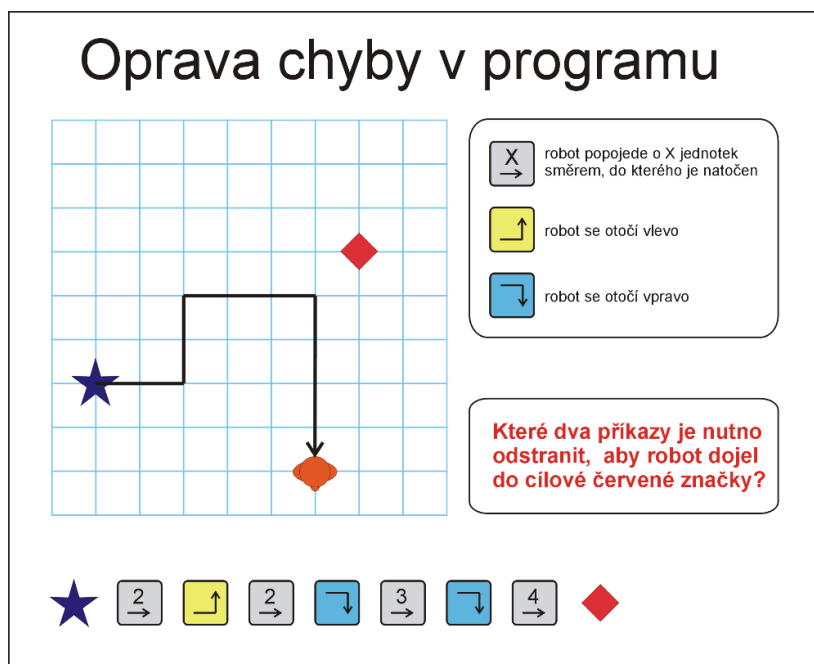 Oprava chyby v programu
X
robot popojede o X jednotek
směrem, do kterého je natočen
robot se otočí vlevo
robot se otočí vpravo
Které dva příkazy je nutno
odstranit, aby robot dojel
do cílové červené značky?
2 2 3 4